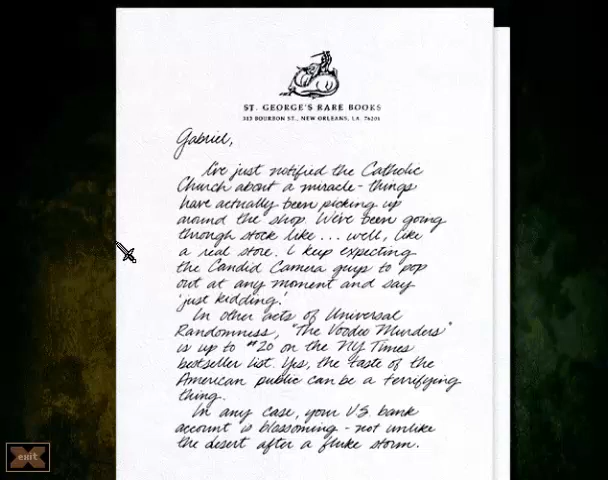 ST. GEORGE'S RARE BOOKS
313 BOURBON ST., NEW ORLEANS, LA. 76201
Gabriel,
I've just notified the Catholic
Church about a miracle - things
have actually been picking up
around the shop. We've been going
through stock like ... well, like
a real store. I keep expecting
the Candid Camera guys to pop
out at any moment and say
'just kidding.'
In other acts of Universal
Randomness, "The Voodoo Murders"
is up to #20 on the NY Times
bestseller list. Yes, the taste of the
American public can be a terrifying
thing.
In any case, your U.S. bank
account is blossoming - not unlike
the desert after a fluke storm.
exit